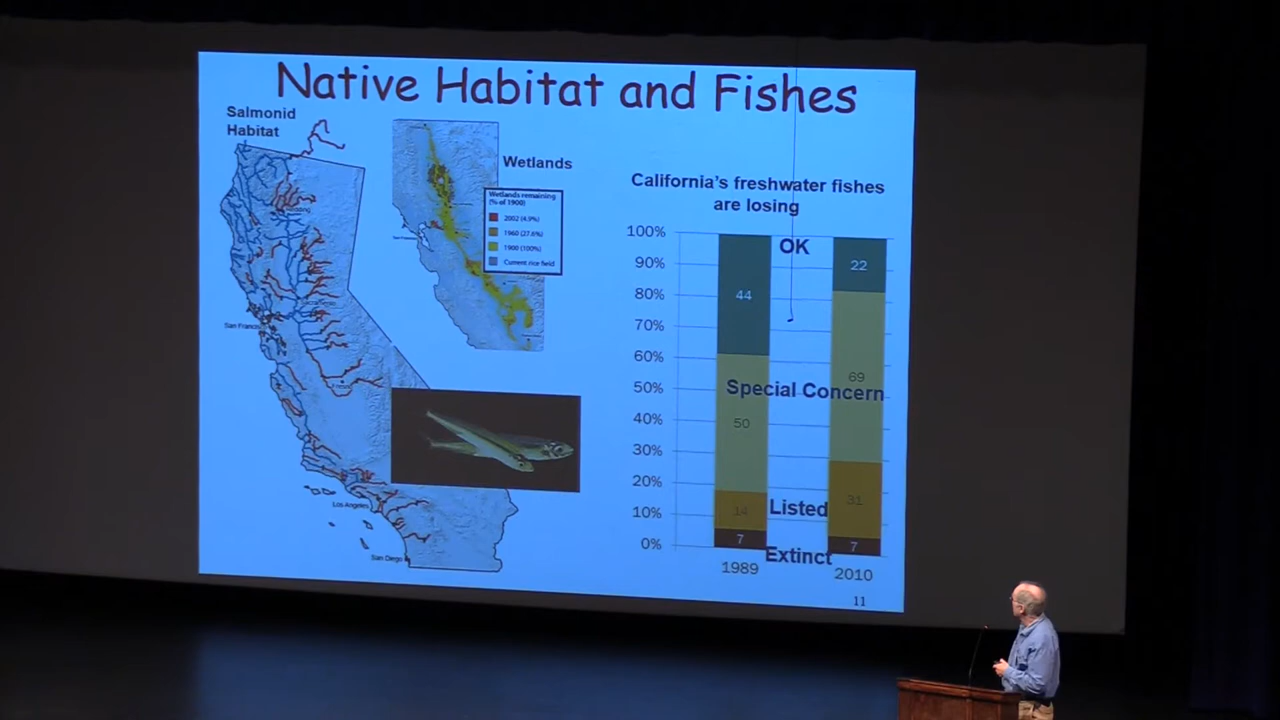 Native Habitat and Fishes
Salmonid
Habitat
Wetlands
Wetlands remaining
(% of 1900)
2002 (4.9%)
1960 (27.6%)
1900 (100%)
Current rice field
San Francisco
Sacramento
Fresno
Los Angeles
San Diego
California's freshwater fishes
are losing
100%
90%
80%
70%
60%
50%
40%
30%
20%
10%
0%
OK
44
22
Special Concern
50
69
Listed
14
31
Extinct
7
7
1989
2010
11